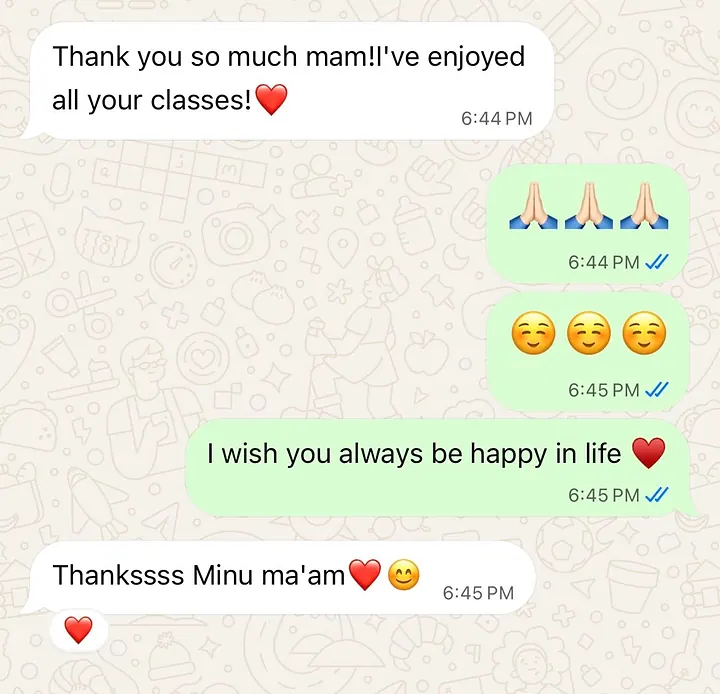 Thank you so much mam!I've enjoyed
all your classes!❤️
6:44 PM
🙏🏻🙏🏻🙏🏻
6:44 PM
☺️☺️☺️
6:45 PM
I wish you always be happy in life ♥️
6:45 PM
Thankssss Minu ma'am❤️😊
6:45 PM
❤️